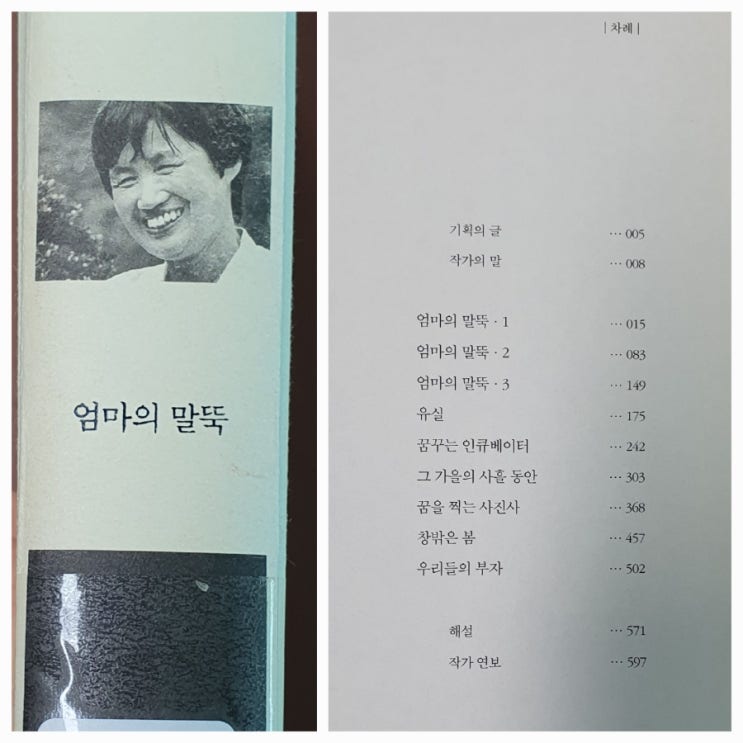 엄마의 말뚝
| 차례 |
기획의 글 ··· 005
작가의 말 ··· 008
엄마의 말뚝 · 1 ··· 015
엄마의 말뚝 · 2 ··· 083
엄마의 말뚝 · 3 ··· 149
유실 ··· 175
꿈꾸는 인큐베이터 ··· 242
그 가을의 사흘 동안 ··· 303
꿈을 찍는 사진사 ··· 368
창밖은 봄 ··· 457
우리들의 부자 ··· 502
해설 ··· 571
작가 연보 ··· 597